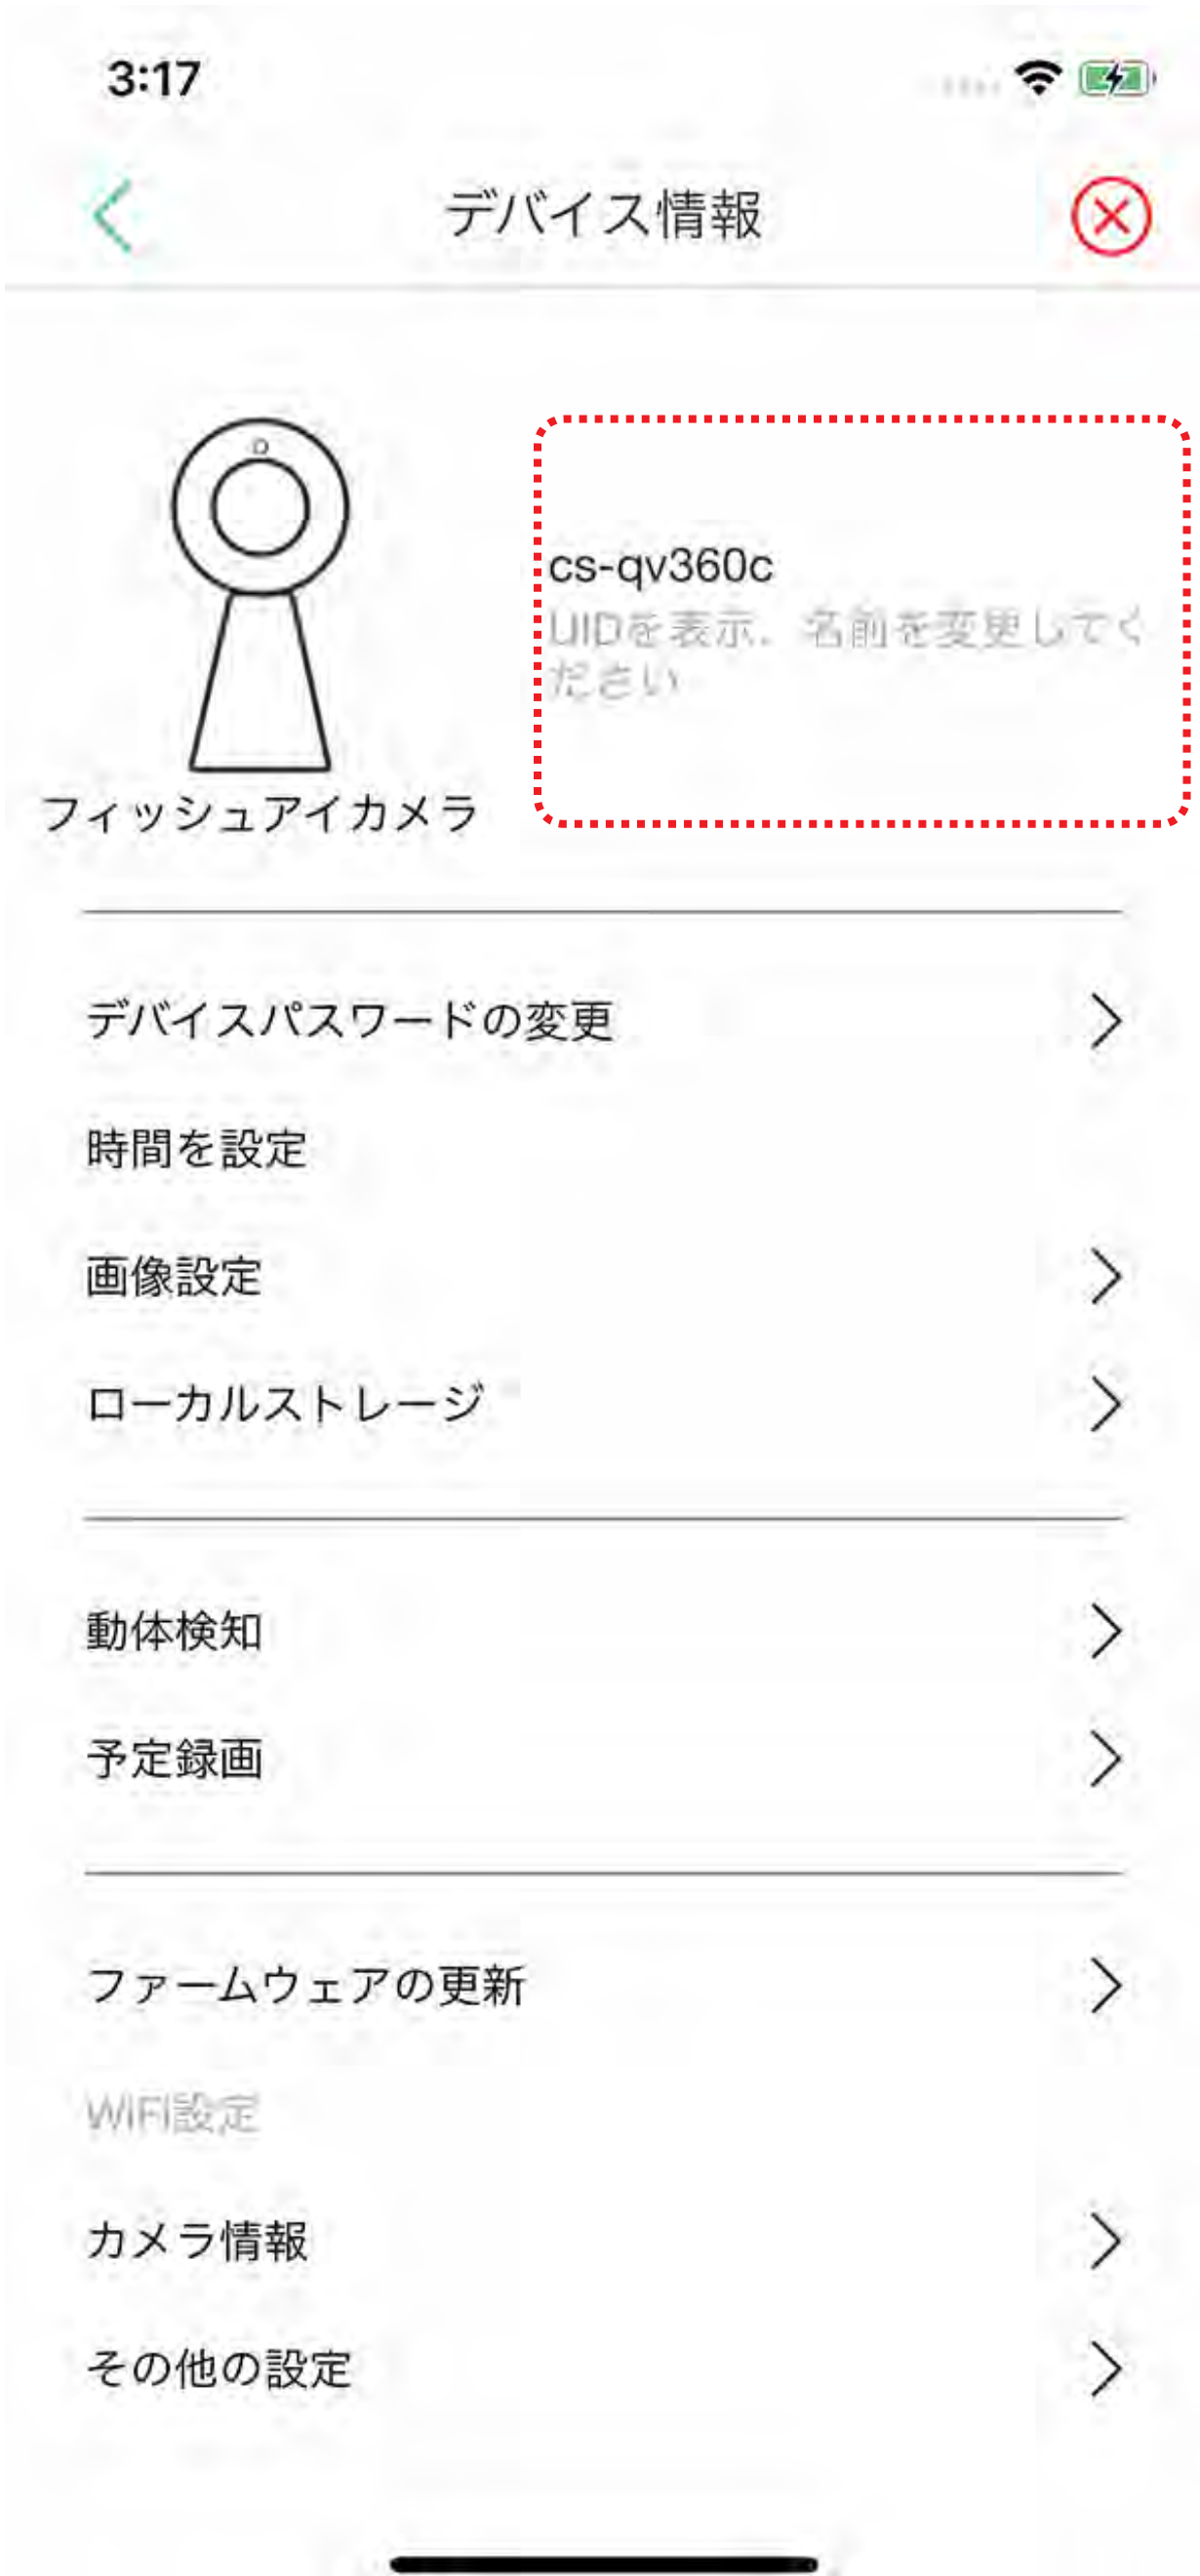 3:17
デバイス情報
cs-qv360c
UIDを表示、名前を変更してく
ださい
フィッシュアイカメラ
デバイスパスワードの変更
時間を設定
画像設定
ローカルストレージ
動体検知
予定録画
ファームウェアの更新
WiFi設定
カメラ情報
その他の設定